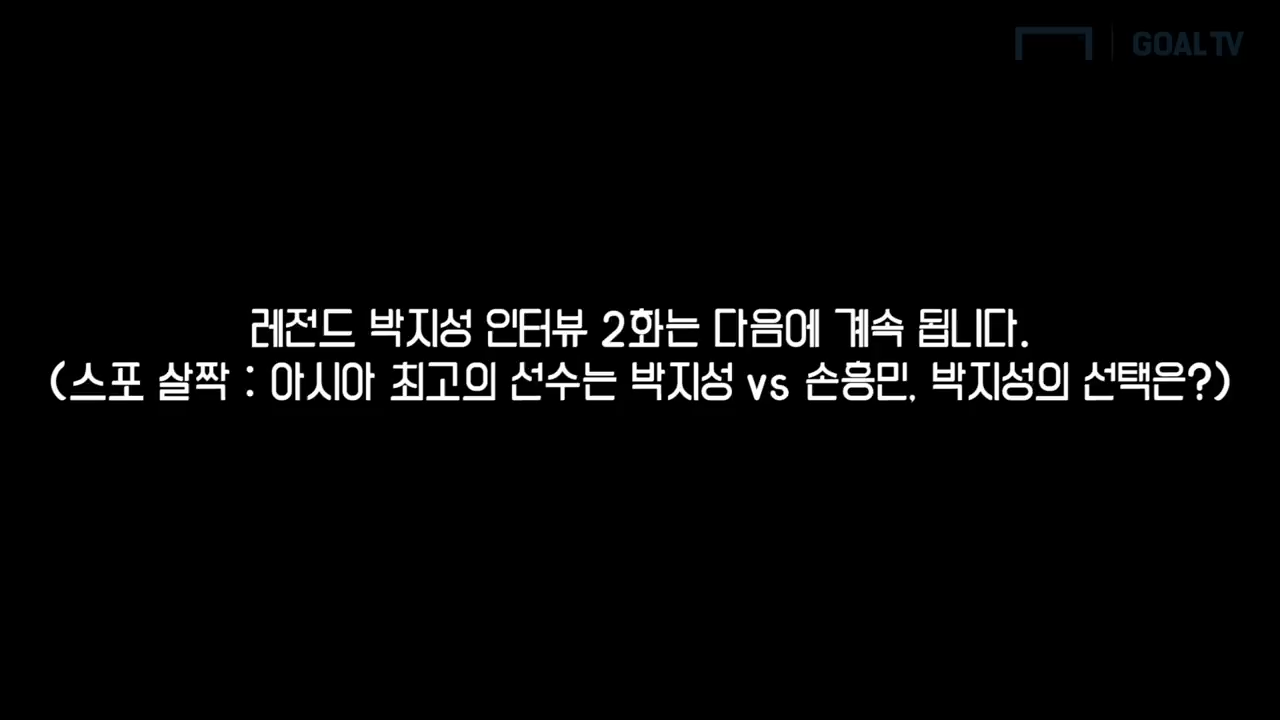 GOAL TV
레전드 박지성 인터뷰 2화는 다음에 계속 됩니다.
(스포 살짝 : 아시아 최고의 선수는 박지성 vs 손흥민, 박지성의 선택은?)